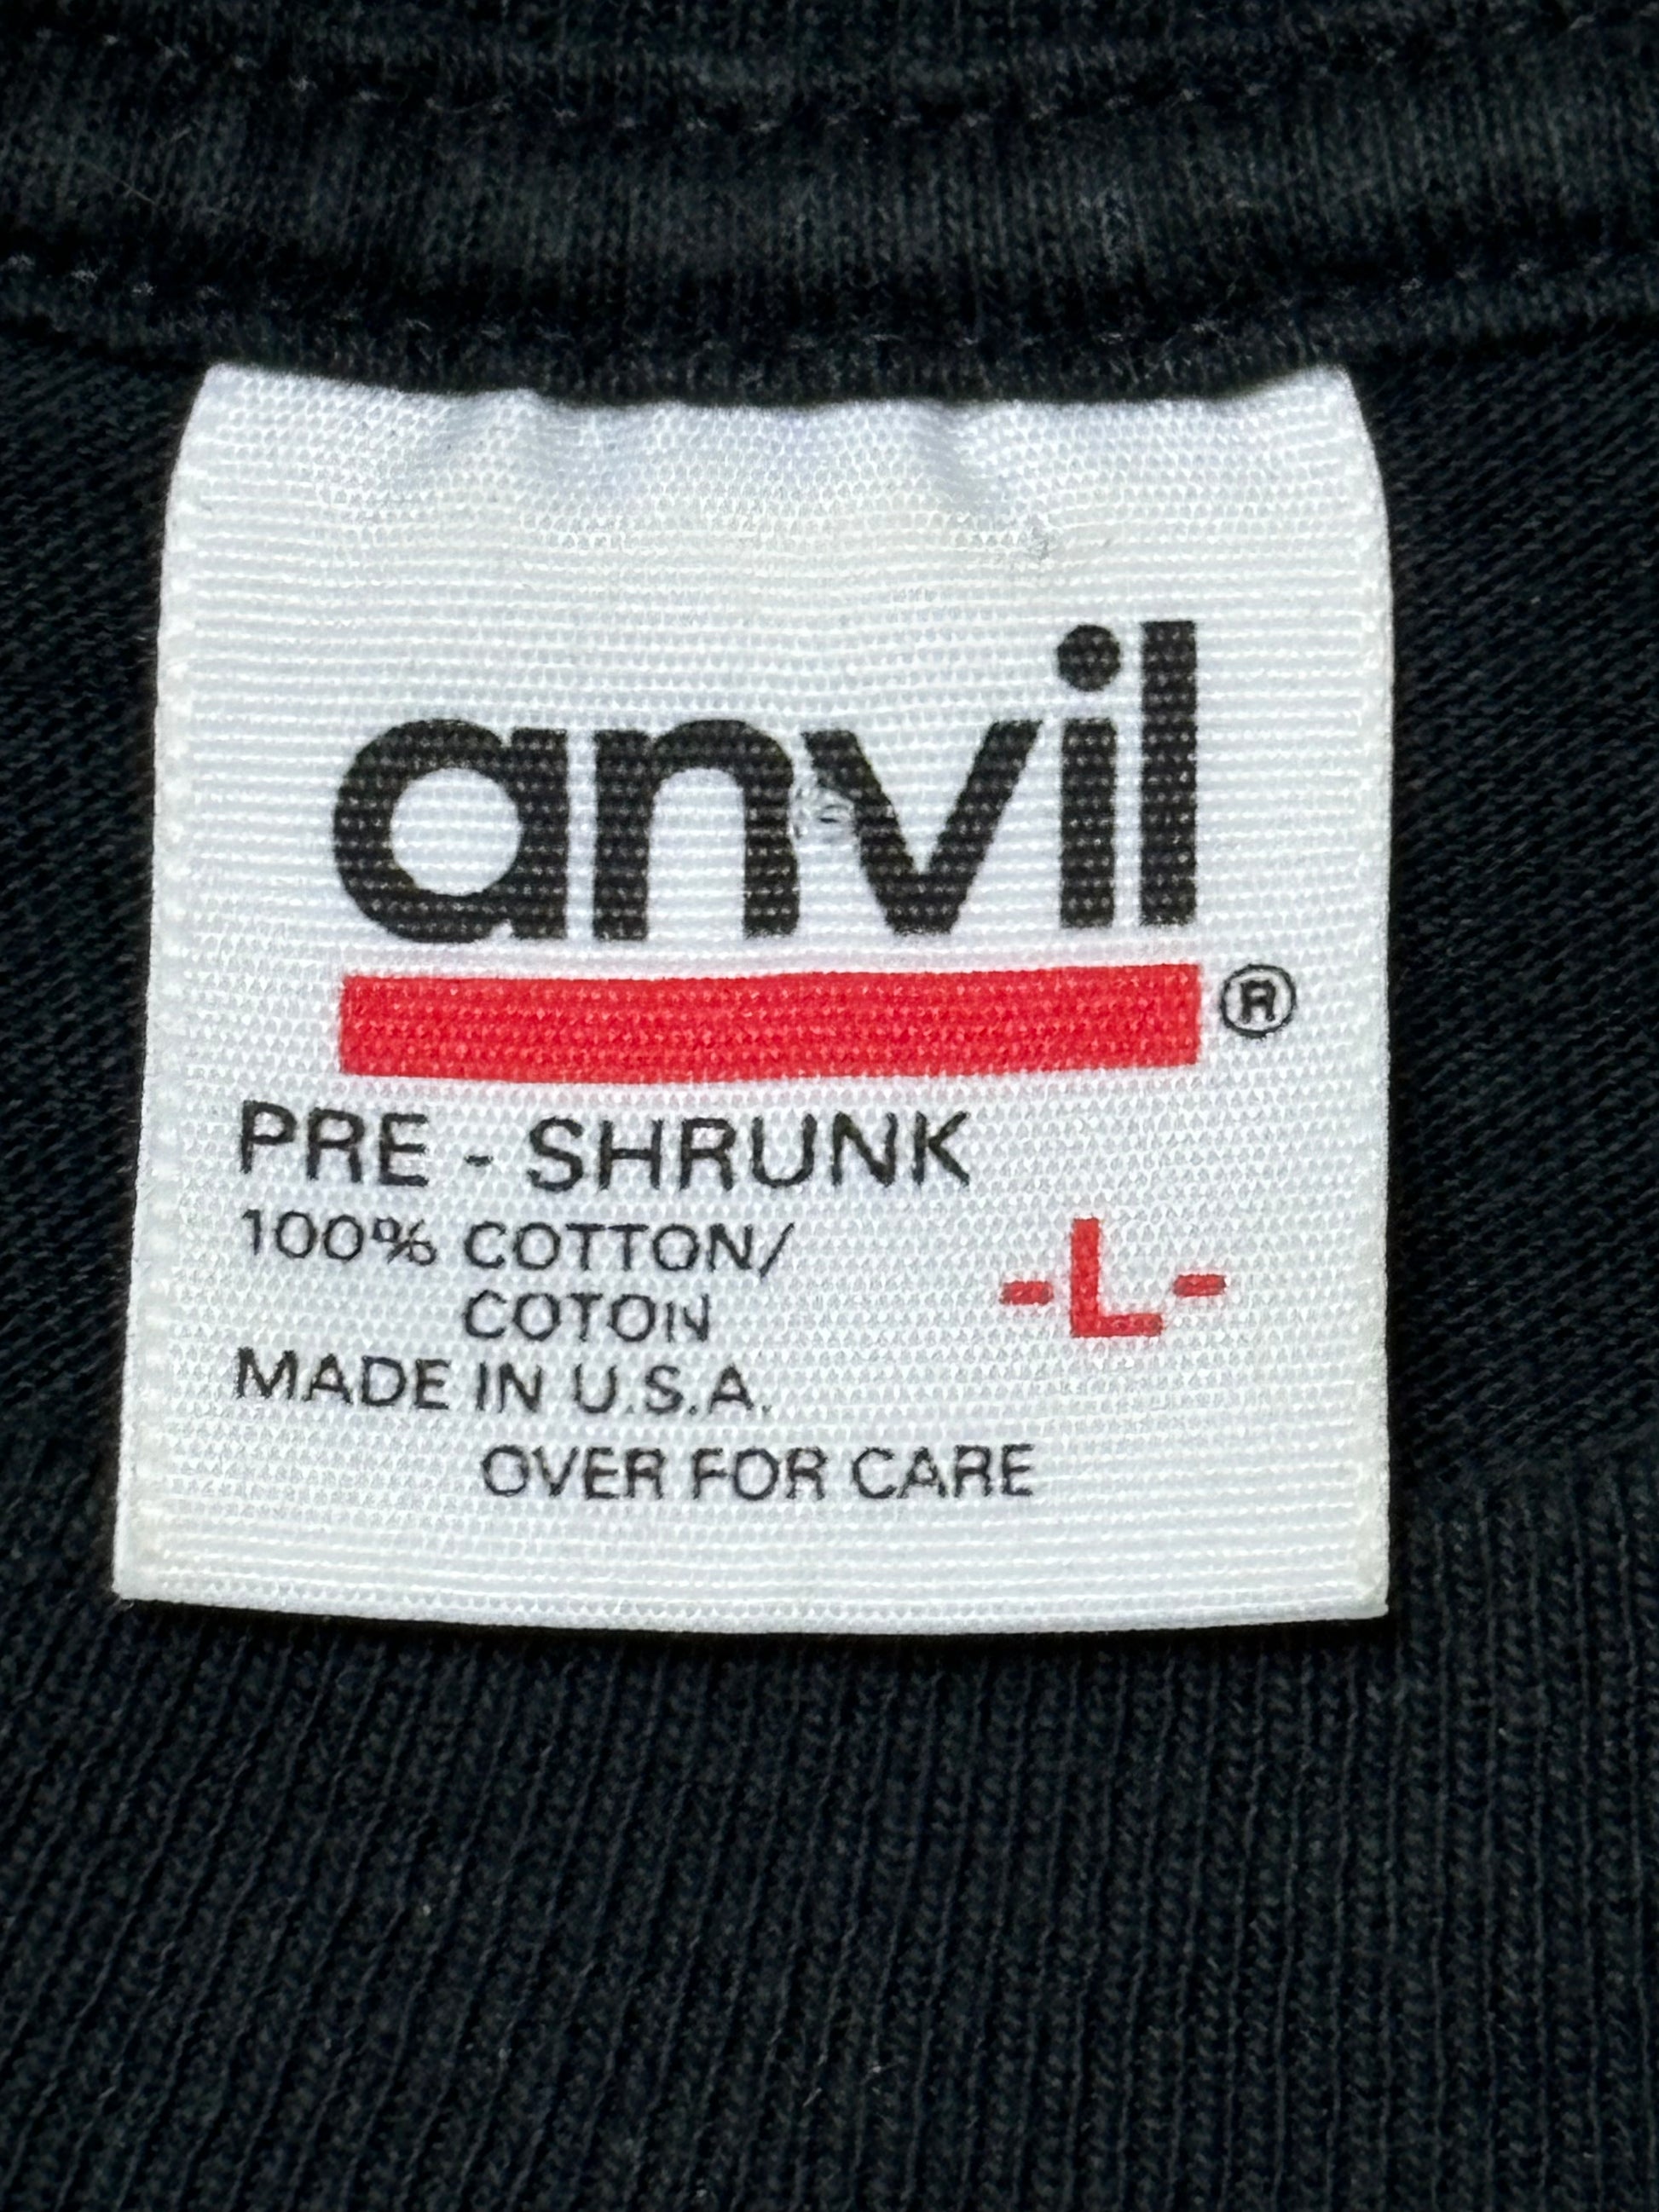 anvil
®
PRE - SHRUNK
100% COTTON/
COTON
-L-
MADE IN U.S.A.
OVER FOR CARE